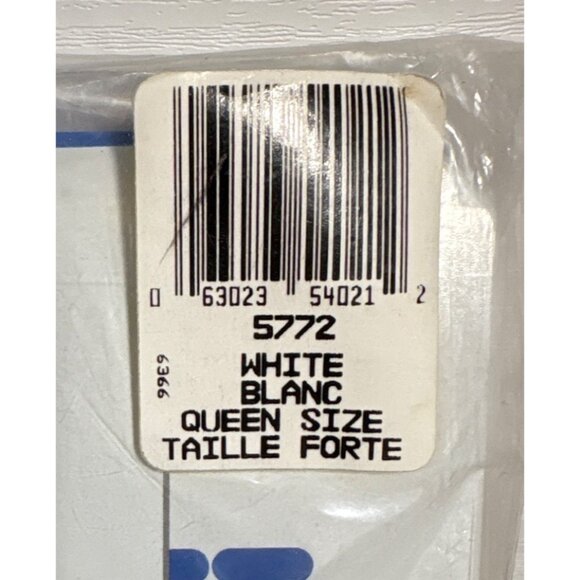 0 63023 54021 2
5772
6366
WHITE
BLANC
QUEEN SIZE
TAILLE FORTE